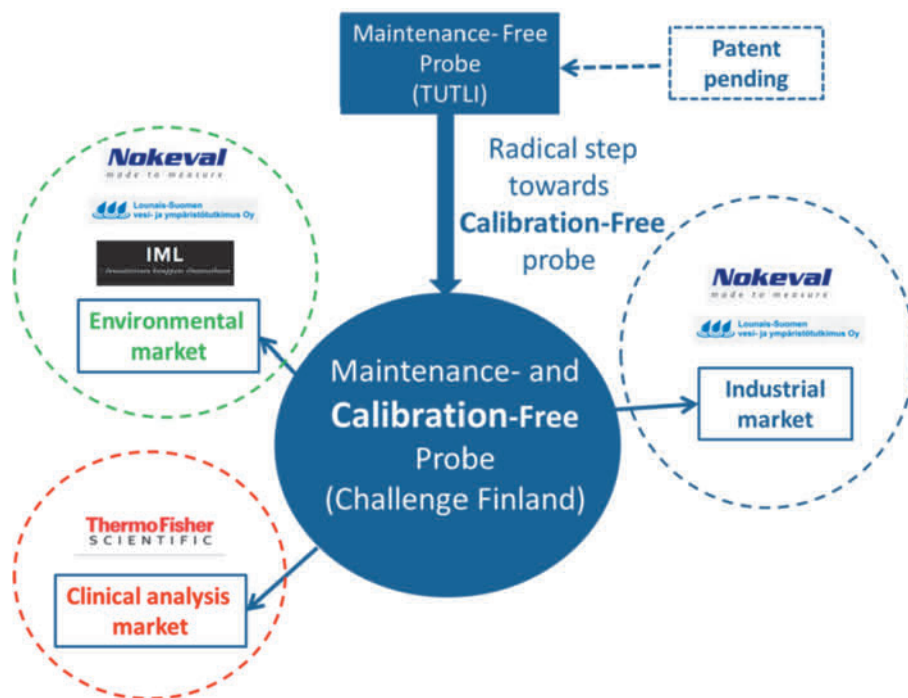 Maintenance- Free
Probe
(TUTLI)
Patent
pending
Radical step
towards
Calibration-Free
probe
Nokeval
made to measure
Lounais-Suomen
vesi- ja ympäristötutkimus Oy
IML
Environmental
market
Nokeval
made to measure
Lounais-Suomen
vesi- ja ympäristötutkimus Oy
Industrial
market
Maintenance- and
Calibration-Free
Probe
(Challenge Finland)
ThermoFisher
SCIENTIFIC
Clinical analysis
market